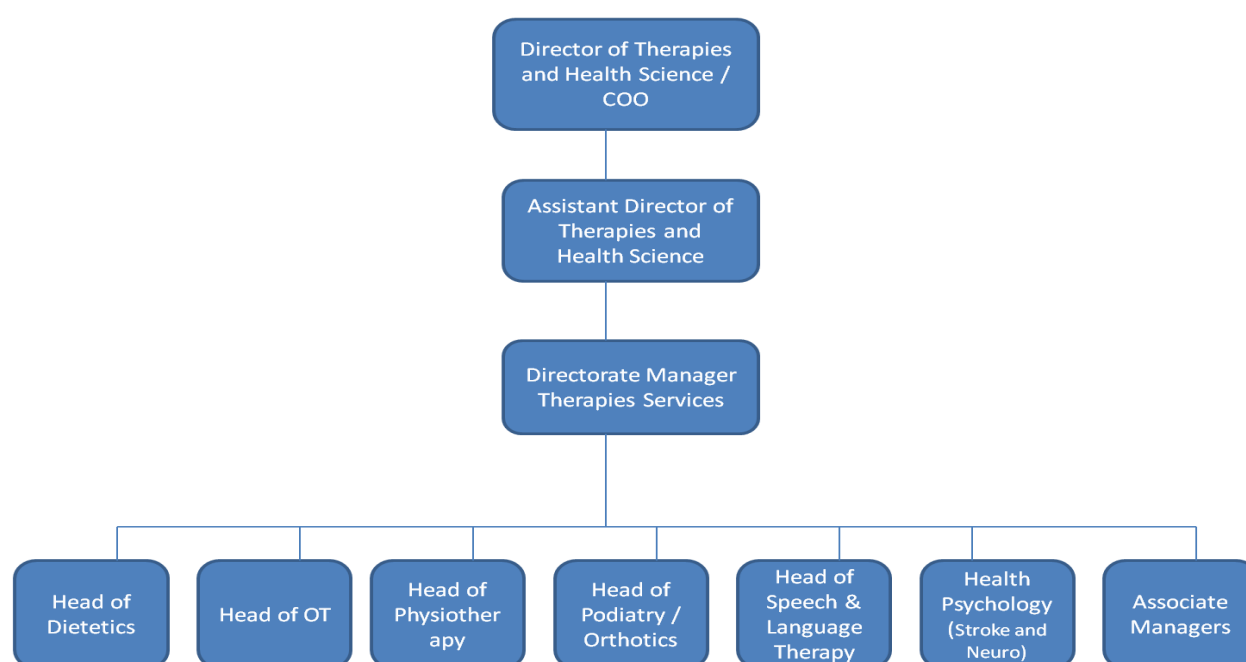 Director of Therapies
and Health Science /
COO
Assistant Director of
Therapies and
Health Science
Directorate Manager
Therapies Services
Head of
Dietetics
Head of OT
Head of
Physiother
apy
Head of
Podiatry /
Orthotics
Head of
Speech &
Language
Therapy
Health
Psychology
(Stroke and
Neuro)
Associate
Managers